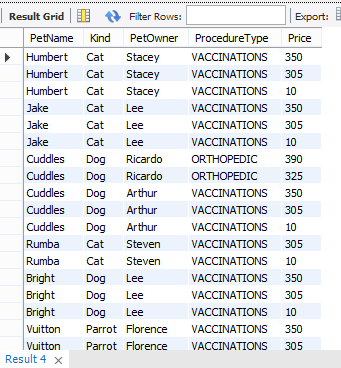 Result Grid Filter Rows: Export:
PetName Kind PetOwner ProcedureType Price
Humbert Cat Stacey VACCINATIONS 350
Humbert Cat Stacey VACCINATIONS 305
Humbert Cat Stacey VACCINATIONS 10
Jake Cat Lee VACCINATIONS 350
Jake Cat Lee VACCINATIONS 305
Jake Cat Lee VACCINATIONS 10
Cuddles Dog Ricardo ORTHOPEDIC 390
Cuddles Dog Ricardo ORTHOPEDIC 325
Cuddles Dog Arthur VACCINATIONS 350
Cuddles Dog Arthur VACCINATIONS 305
Cuddles Dog Arthur VACCINATIONS 10
Rumba Cat Steven VACCINATIONS 305
Rumba Cat Steven VACCINATIONS 10
Bright Dog Lee VACCINATIONS 350
Bright Dog Lee VACCINATIONS 305
Bright Dog Lee VACCINATIONS 10
Vuitton Parrot Florence VACCINATIONS 350
Vuitton Parrot Florence VACCINATIONS 305
Result 4